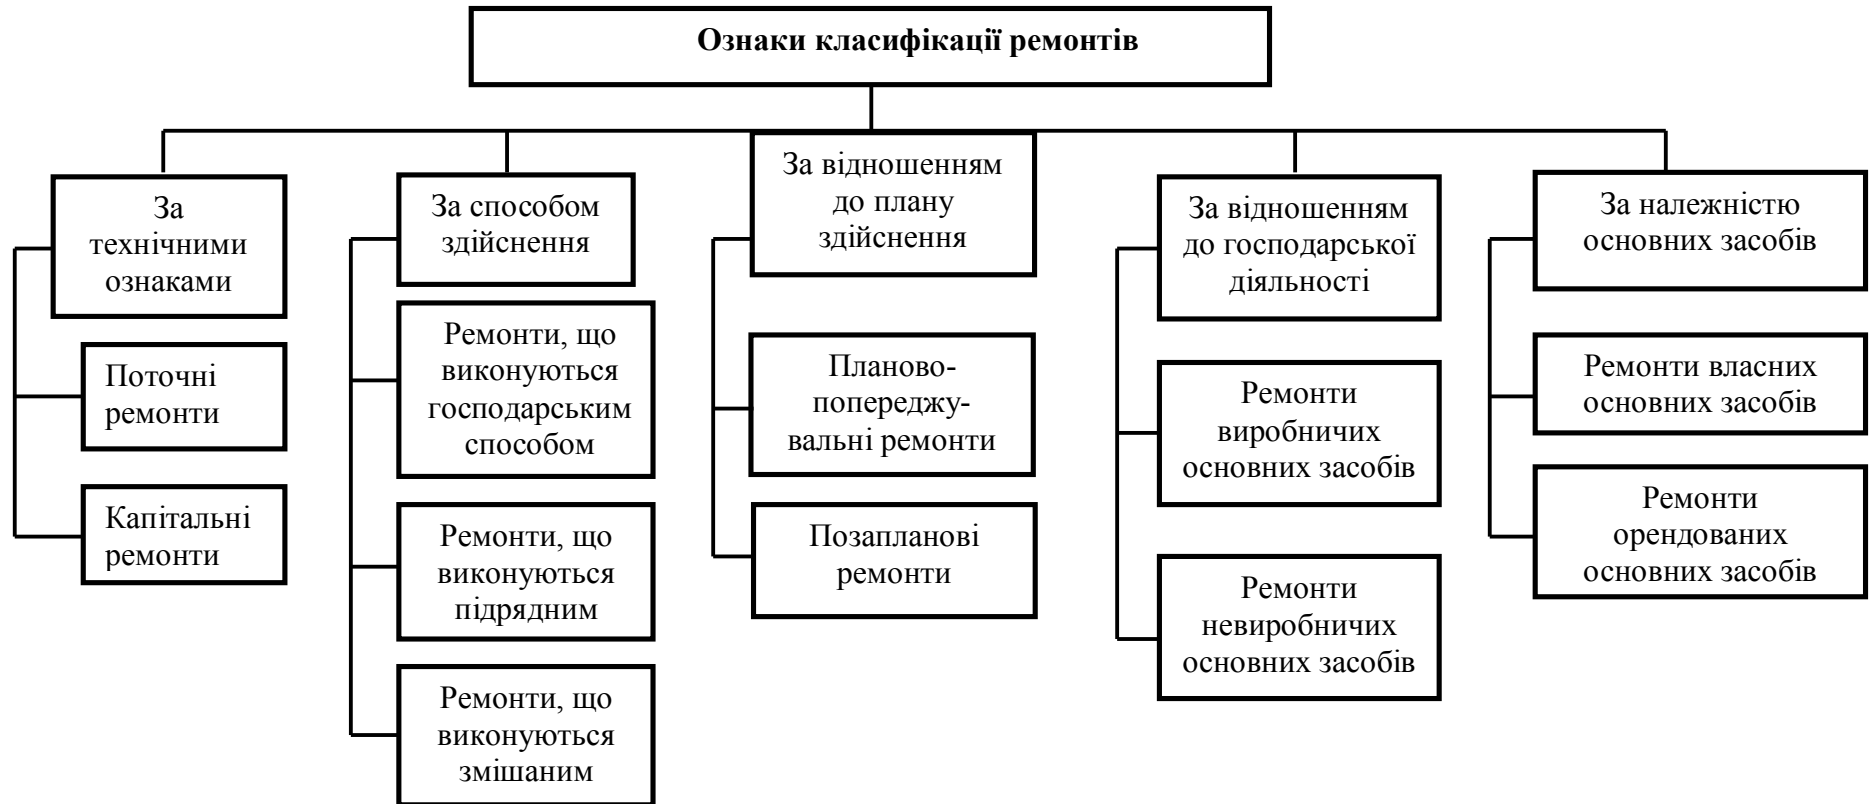 Ознаки класифікації ремонтів
За
технічними
ознаками
Поточні
ремонти
Капітальні
ремонти
За способом
здійснення
Ремонти, що
виконуються
господарським
способом
Ремонти, що
виконуються
підрядним
Ремонти, що
виконуються
змішаним
За відношенням
до плану
здійснення
Планово-
попереджу-
вальні ремонти
Позапланові
ремонти
За відношенням
до господарської
діяльності
Ремонти
виробничих
основних засобів
Ремонти
невиробничих
основних засобів
За належністю
основних засобів
Ремонти власних
основних засобів
Ремонти
орендованих
основних засобів